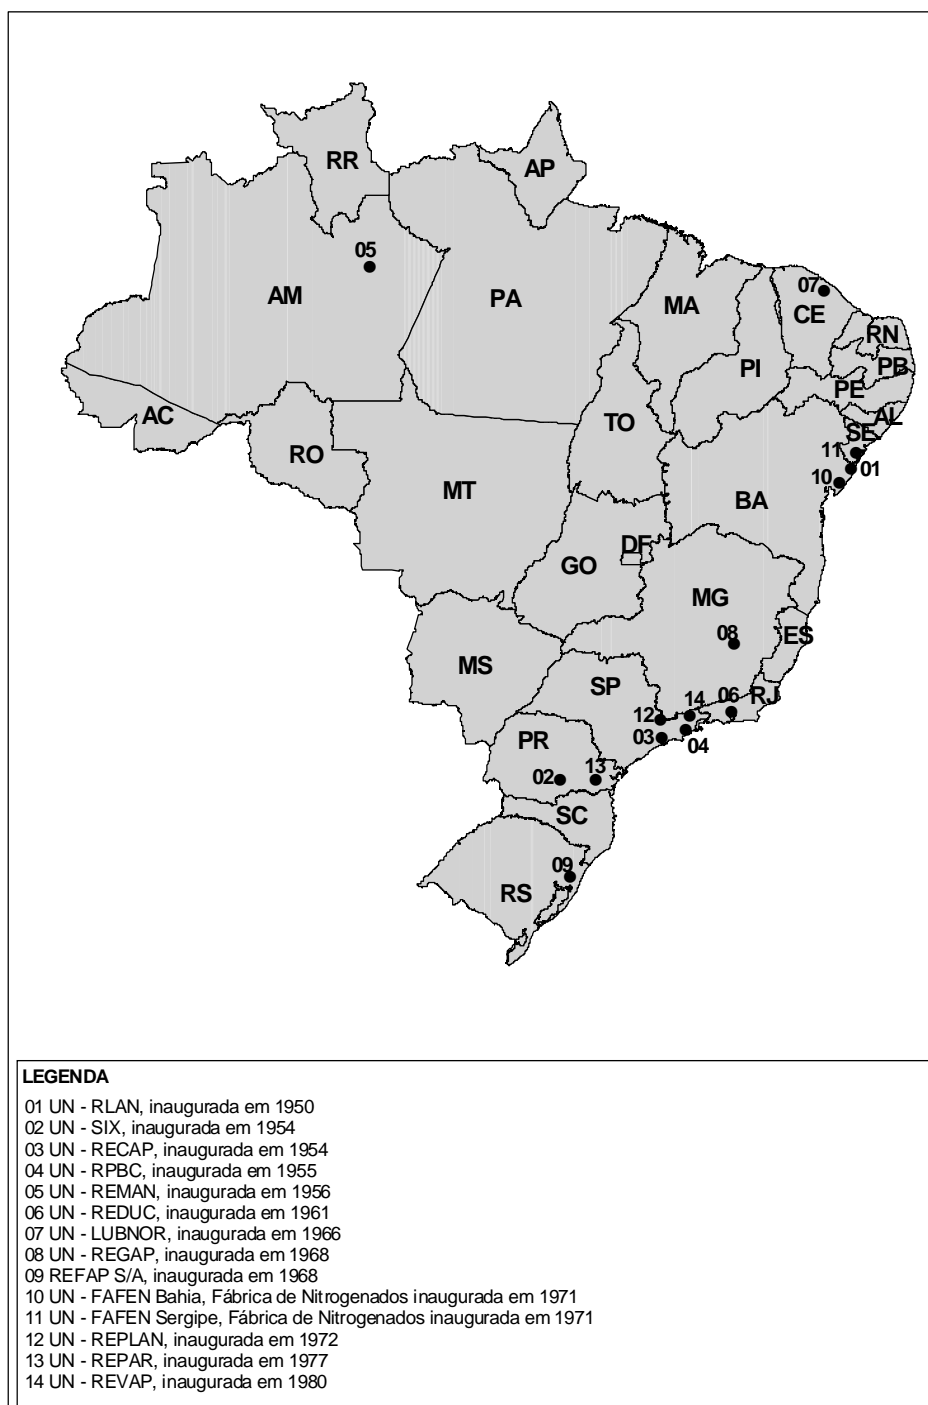 RR
AP
05
AM
PA
MA
07
CE
RN
PB
PI
PE
AL
AC
TO
SE
RO
11
01
MT
10
BA
DF
GO
MG
08
ES
MS
SP
RJ
12
14
06
PR
03
04
02
13
SC
09
RS
LEGENDA
01 UN - RLAN, inaugurada em 1950
02 UN - SIX, inaugurada em 1954
03 UN - RECAP, inaugurada em 1954
04 UN - RPBC, inaugurada em 1955
05 UN - REMAN, inaugurada em 1956
06 UN - REDUC, inaugurada em 1961
07 UN - LUBNOR, inaugurada em 1966
08 UN - REGAP, inaugurada em 1968
09 REFAP S/A, inaugurada em 1968
10 UN - FAFEN Bahia, Fábrica de Nitrogenados inaugurada em 1971
11 UN - FAFEN Sergipe, Fábrica de Nitrogenados inaugurada em 1971
12 UN - REPLAN, inaugurada em 1972
13 UN - REPAR, inaugurada em 1977
14 UN - REVAP, inaugurada em 1980